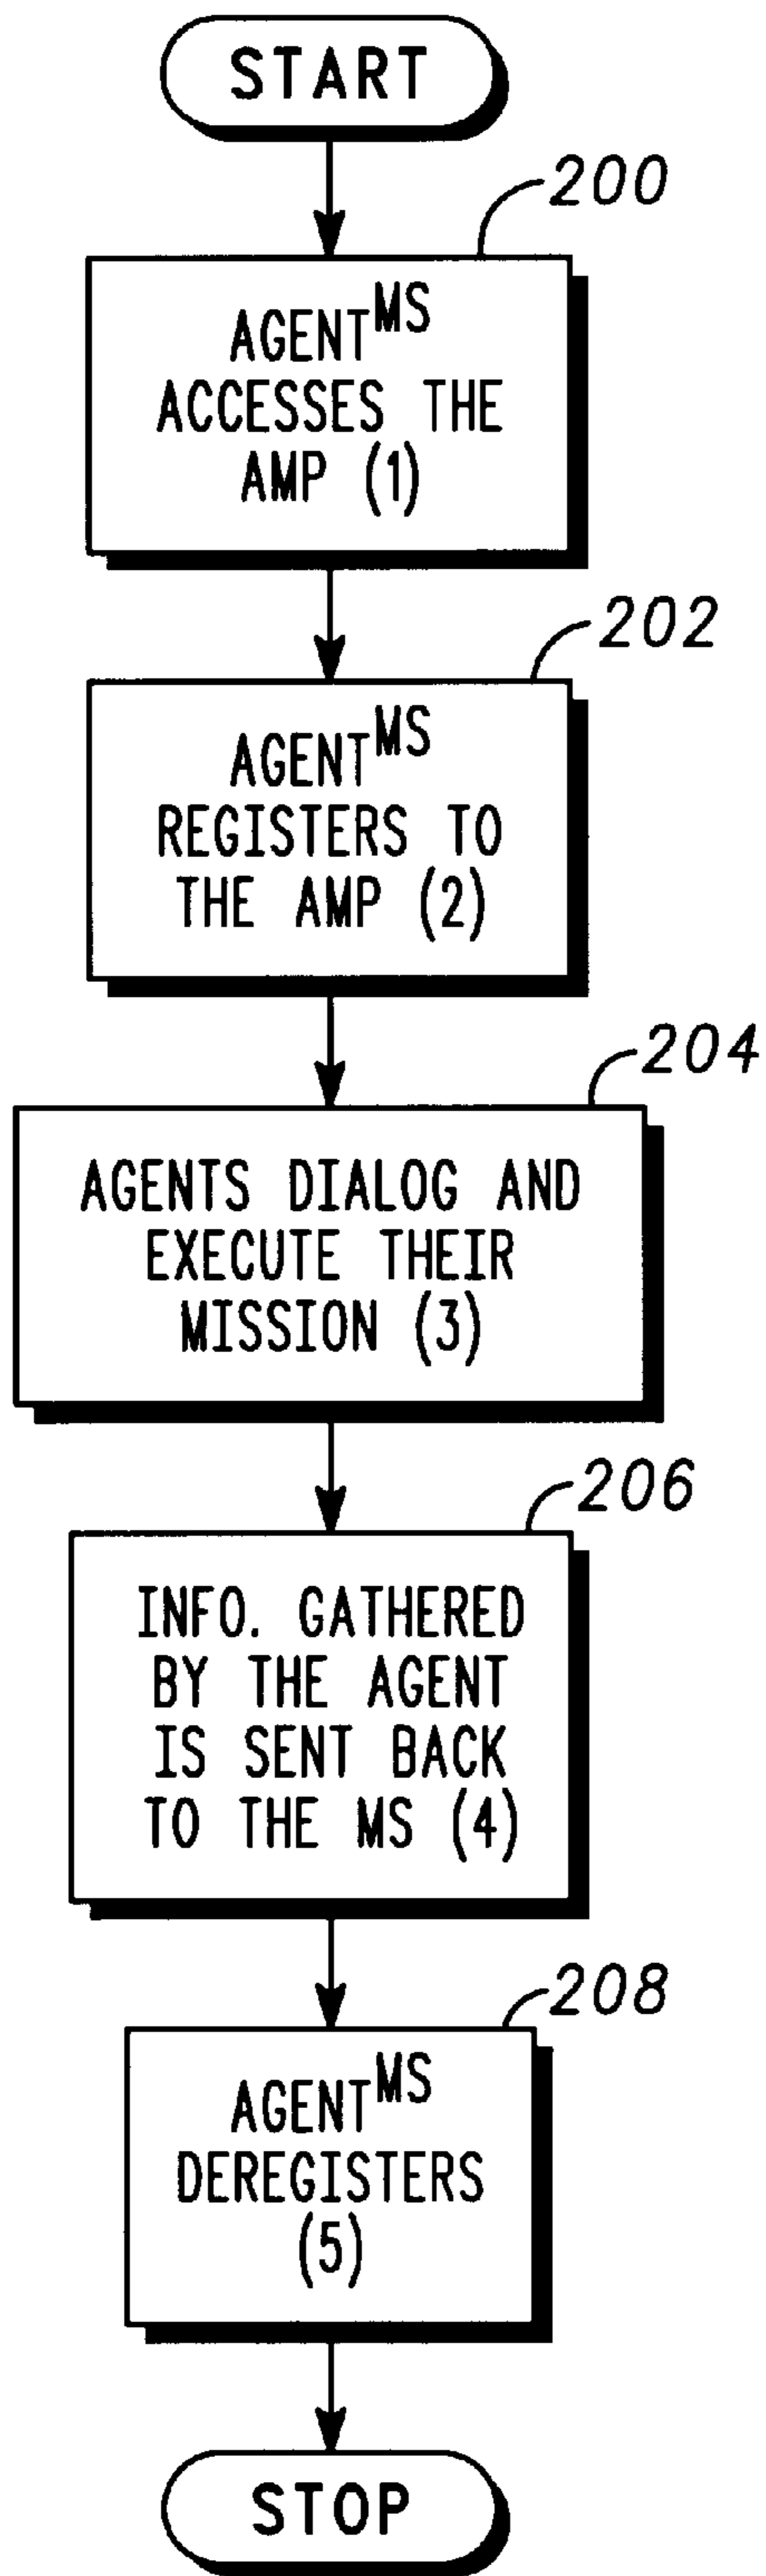 START
200
AGENT^MS
ACCESSES THE
AMP (1)
202
AGENT^MS
REGISTERS TO
THE AMP (2)
204
AGENTS DIALOG AND
EXECUTE THEIR
MISSION (3)
206
INFO. GATHERED
BY THE AGENT
IS SENT BACK
TO THE MS (4)
208
AGENT^MS
DEREGISTERS
(5)
STOP